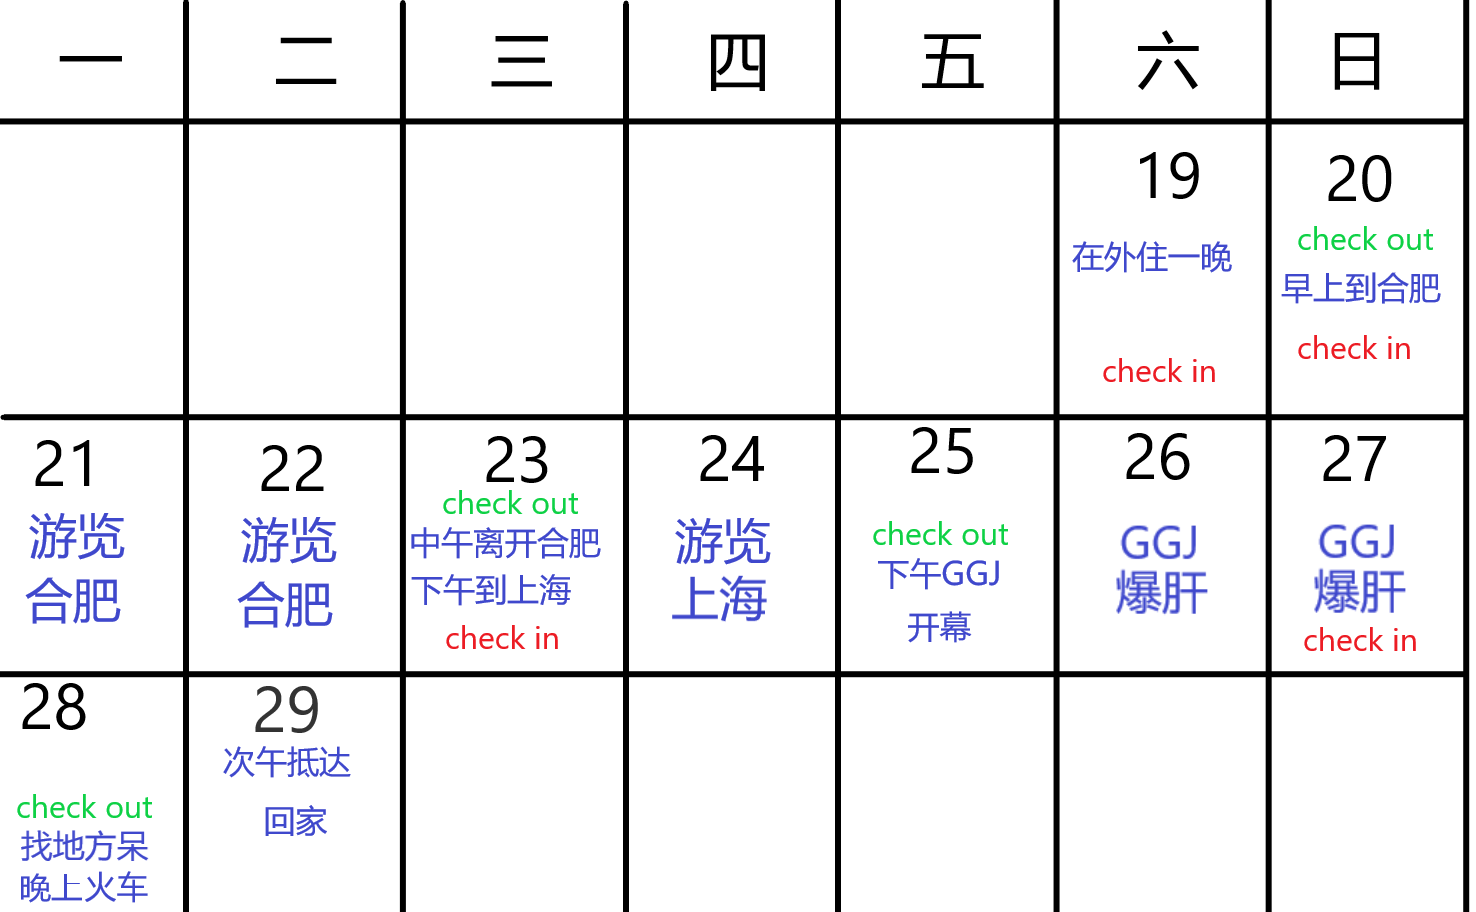 一 二 三 四 五 六 日
19
在外住一晚
check in
20
check out
早上到合肥
check in
21
游览
合肥
22
游览
合肥
23
check out
中午离开合肥
下午到上海
check in
24
游览
上海
25
check out
下午GGJ
开幕
26
GGJ
爆肝
27
GGJ
爆肝
check in
28
check out
找地方呆
晚上火车
29
次午抵达
回家